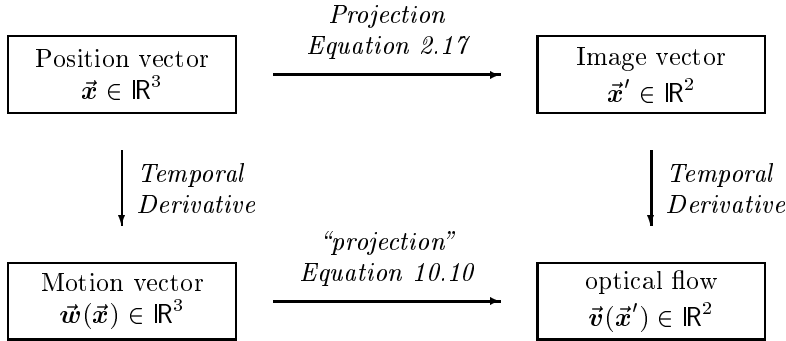 Projection
Equation 2.17
Position vector
x⃗ ∈ ℝ³
Image vector
x⃗′ ∈ ℝ²
Temporal
Derivative
Temporal
Derivative
“projection”
Equation 10.10
Motion vector
w⃗(x⃗) ∈ ℝ³
optical flow
v⃗(x⃗′) ∈ ℝ²